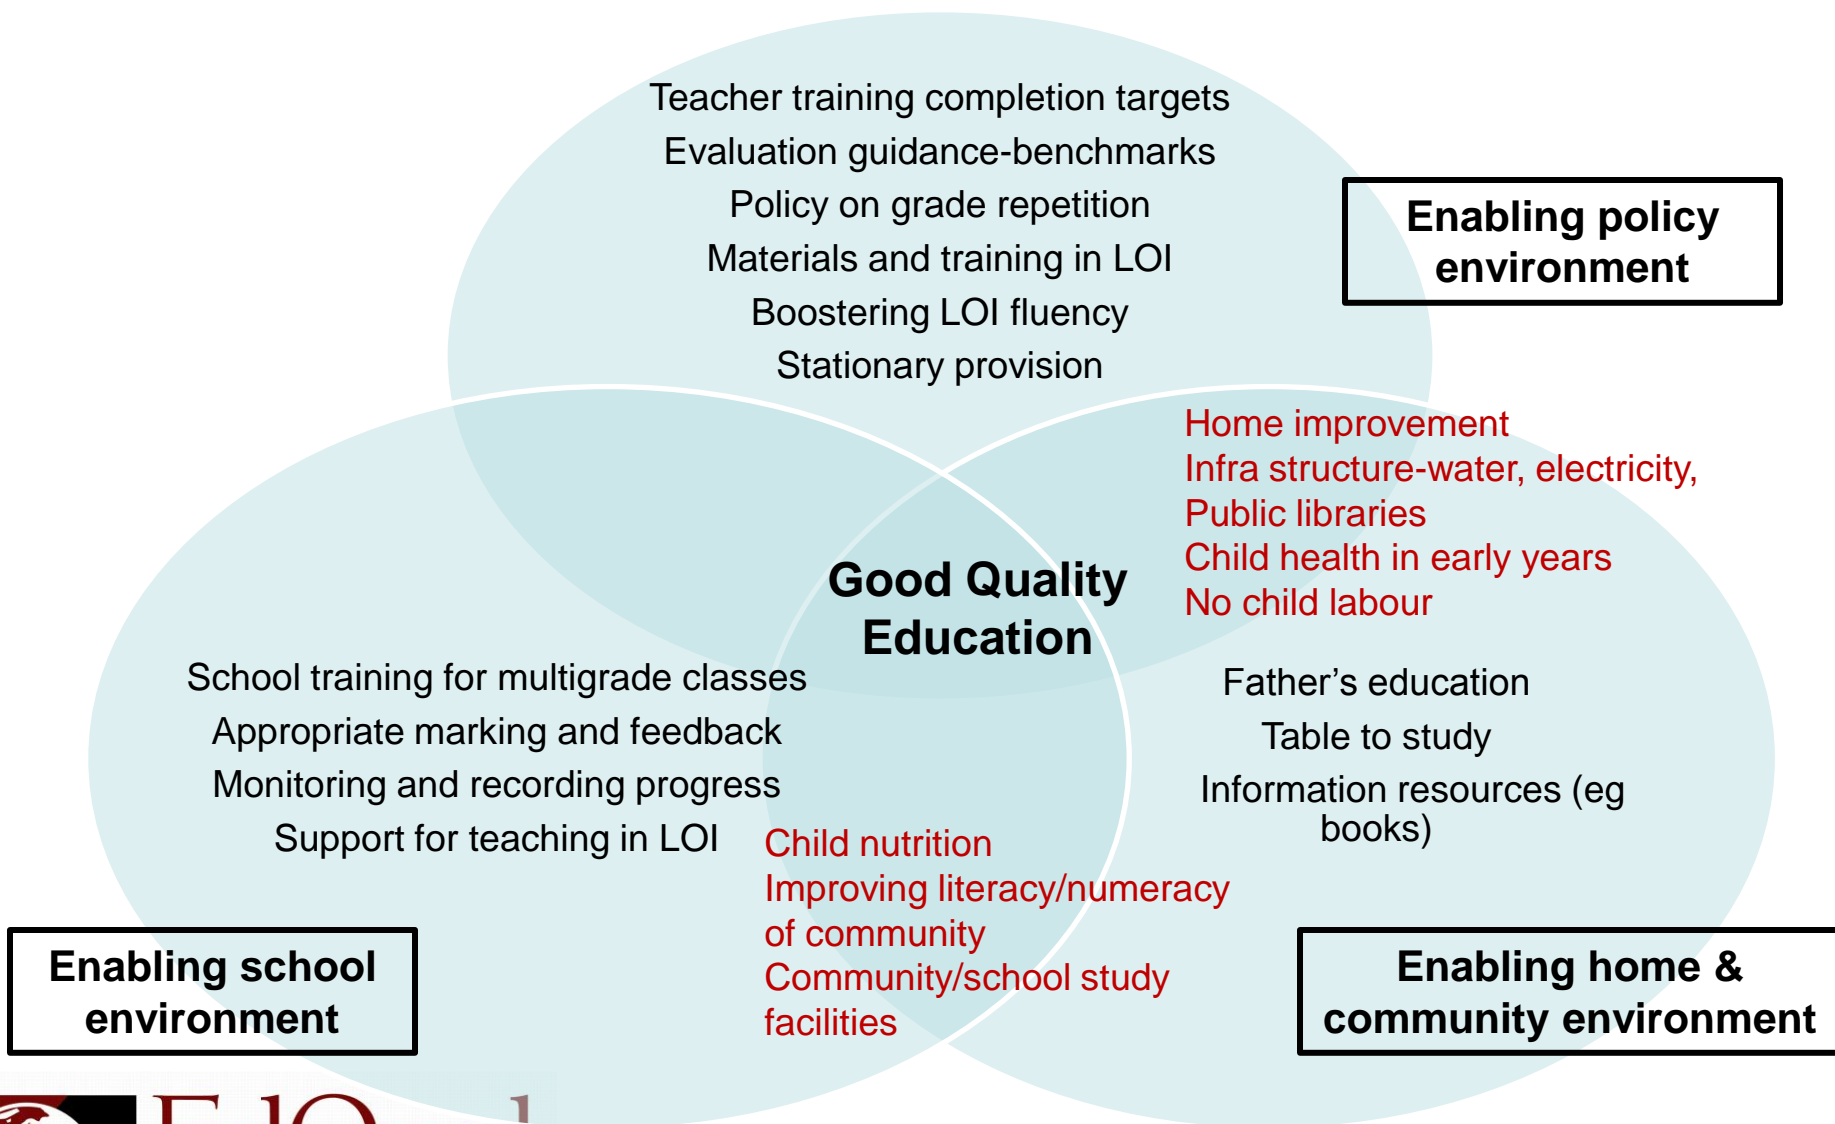 Teacher training completion targets
Evaluation guidance-benchmarks
Policy on grade repetition
Materials and training in LOI
Boostering LOI fluency
Stationary provision
Enabling policy
environment
Home improvement
Infra structure-water, electricity,
Public libraries
Child health in early years
No child labour
Good Quality
Education
School training for multigrade classes
Appropriate marking and feedback
Monitoring and recording progress
Support for teaching in LOI
Father's education
Table to study
Information resources (eg
books)
Child nutrition
Improving literacy/numeracy
of community
Community/school study
facilities
Enabling school
environment
Enabling home &
community environment